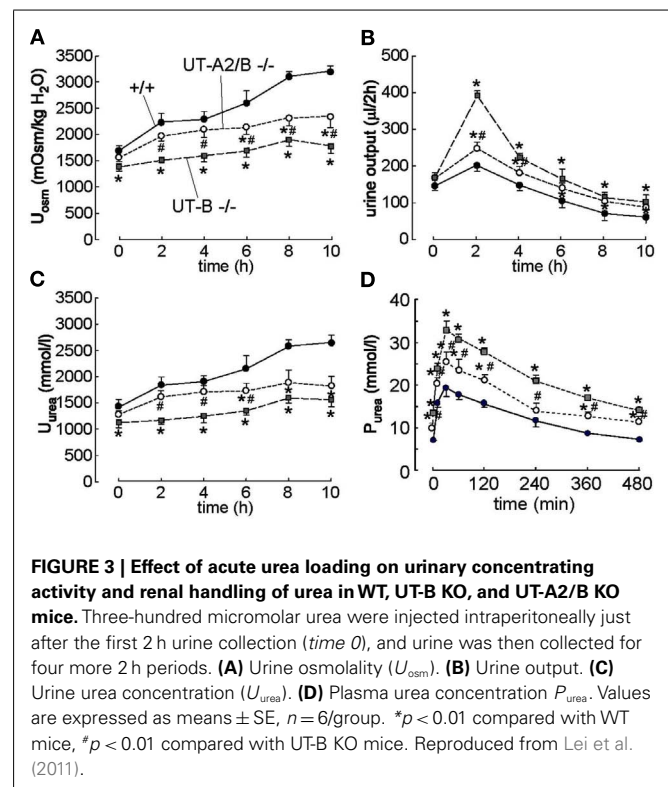 A
3500
3000
2500
2000
1500
1000
500
0
U_osm (mOsm/kg H₂O)
+/+
UT-A2/B -/-
UT-B -/-
# # *# *# *#
* * * * * *
0 2 4 6 8 10
time (h)
B
500
400
300
200
100
0
urine output (µl/2h)
*
*#
0 2 4 6 8 10
time (h)
C
3500
3000
2500
2000
1500
1000
500
0
U_urea (mmol/l)
# # *# *
* * * * * *
0 2 4 6 8 10
time (h)
D
40
30
20
10
0
P_urea (mmol/l)
0 120 240 360 480
time (min)
FIGURE 3 | Effect of acute urea loading on urinary concentrating
activity and renal handling of urea in WT, UT-B KO, and UT-A2/B KO
mice. Three-hundred micromolar urea were injected intraperitoneally just
after the first 2 h urine collection (time 0), and urine was then collected for
four more 2 h periods. (A) Urine osmolality (U_osm). (B) Urine output. (C)
Urine urea concentration (U_urea). (D) Plasma urea concentration P_urea. Values
are expressed as means ± SE, n = 6/group. *p < 0.01 compared with WT
mice, #p < 0.01 compared with UT-B KO mice. Reproduced from Lei et al.
(2011).